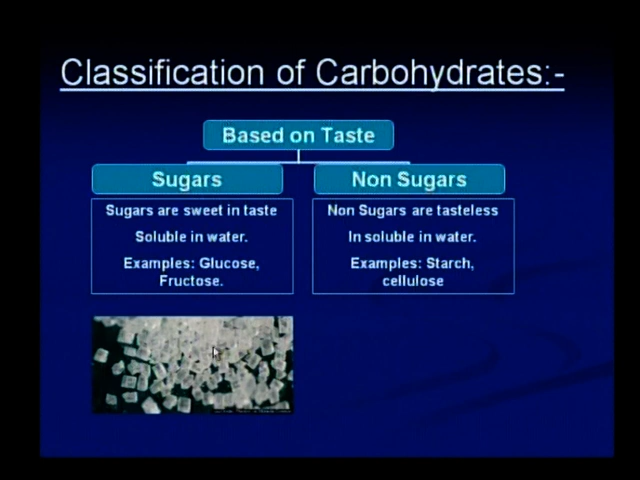 Classification of Carbohydrates:-
Based on Taste
Sugars
Non Sugars
Sugars are sweet in taste
Soluble in water.
Examples: Glucose,
Fructose.
Non Sugars are tasteless
In soluble in water.
Examples: Starch,
cellulose